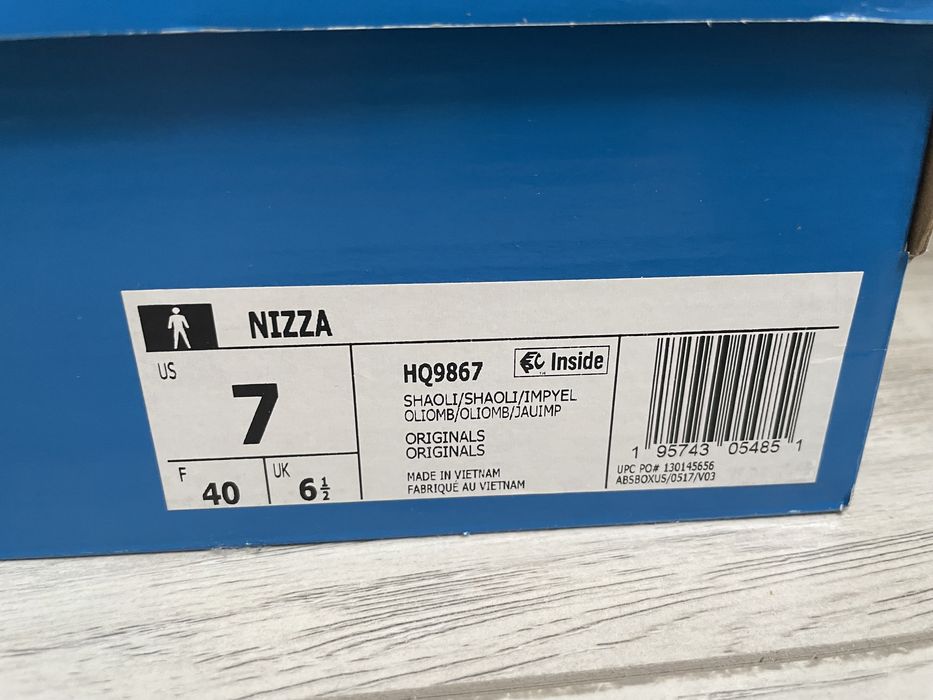 NIZZA
US
7
F
40
UK
6 1/2
HQ9867
Inside
SHAOLI/SHAOLI/IMPYEL
OLIOMB/OLIOMB/JAUIMP
ORIGINALS
ORIGINALS
MADE IN VIETNAM
FABRIQUÉ AU VIETNAM
1 95743 05485 1
UPC PO# 130145656
ABSBOXUS/0517/V03